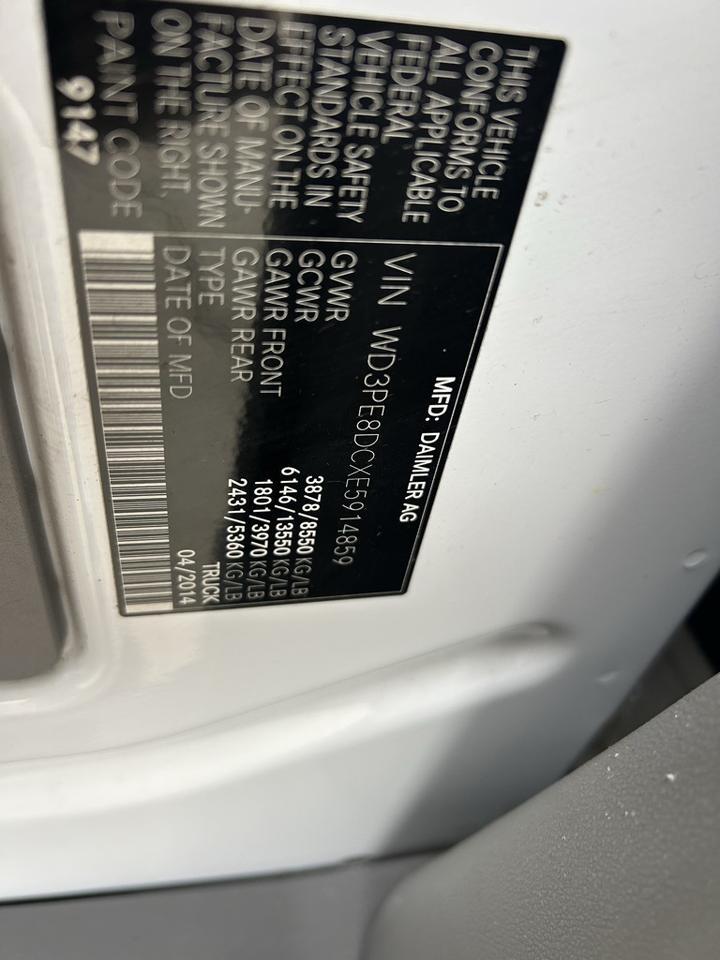 THIS VEHICLE
CONFORMS TO
ALL APPLICABLE
FEDERAL
VEHICLE SAFETY
STANDARDS IN
EFFECT ON THE
DATE OF MANU-
FACTURE SHOWN
ON THE RIGHT.
PAINT CODE
9147
MFD: DAIMLER AG
VIN WD3PE8DCXE5914859
GVWR 3878/8550 KG/LB
GCWR 6146/13550 KG/LB
GAWR FRONT 1801/3970 KG/LB
GAWR REAR 2431/5360 KG/LB
TYPE TRUCK
DATE OF MFD 04/2014